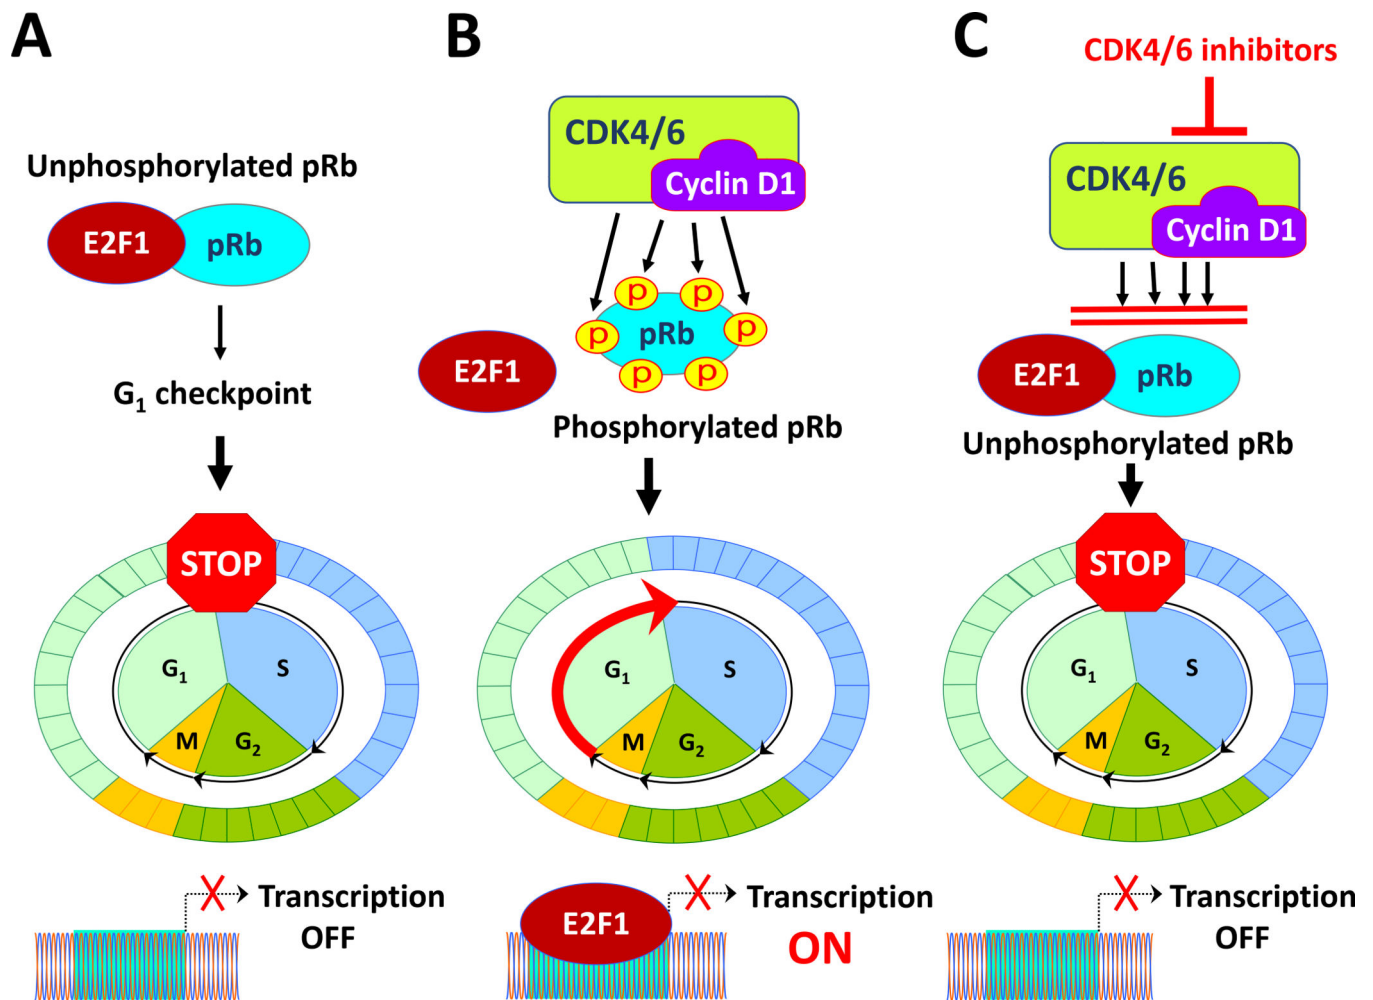 A
Unphosphorylated pRb
E2F1
pRb
G₁ checkpoint
STOP
G₁
S
M
G₂
Transcription
OFF
B
CDK4/6
Cyclin D1
p
p
p
pRb
p
E2F1
p
p
Phosphorylated pRb
G₁
S
M
G₂
E2F1
Transcription
ON
C
CDK4/6 inhibitors
CDK4/6
Cyclin D1
E2F1
pRb
Unphosphorylated pRb
STOP
G₁
S
M
G₂
Transcription
OFF